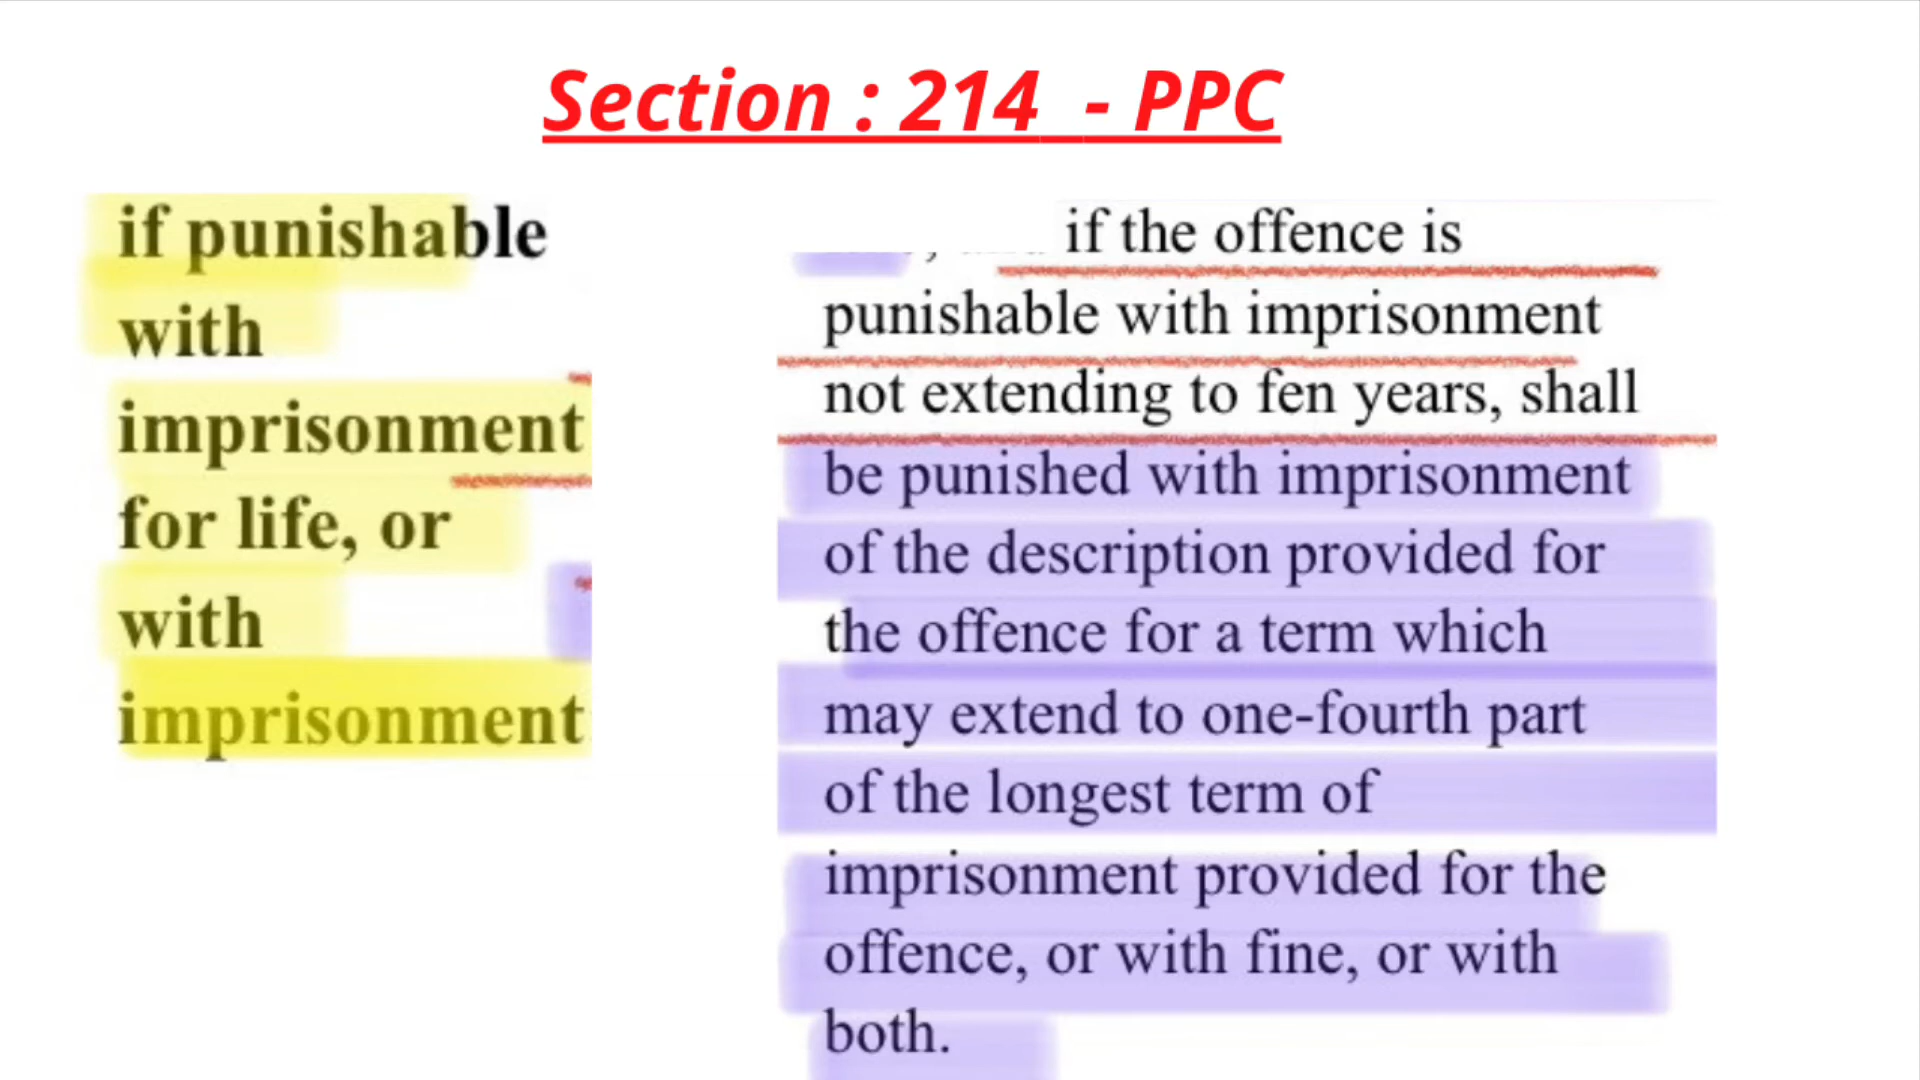 Section : 214 - PPC
if punishable
with
imprisonment
for life, or
with
imprisonment
if the offence is
punishable with imprisonment
not extending to fen years, shall
be punished with imprisonment
of the description provided for
the offence for a term which
may extend to one-fourth part
of the longest term of
imprisonment provided for the
offence, or with fine, or with
both.